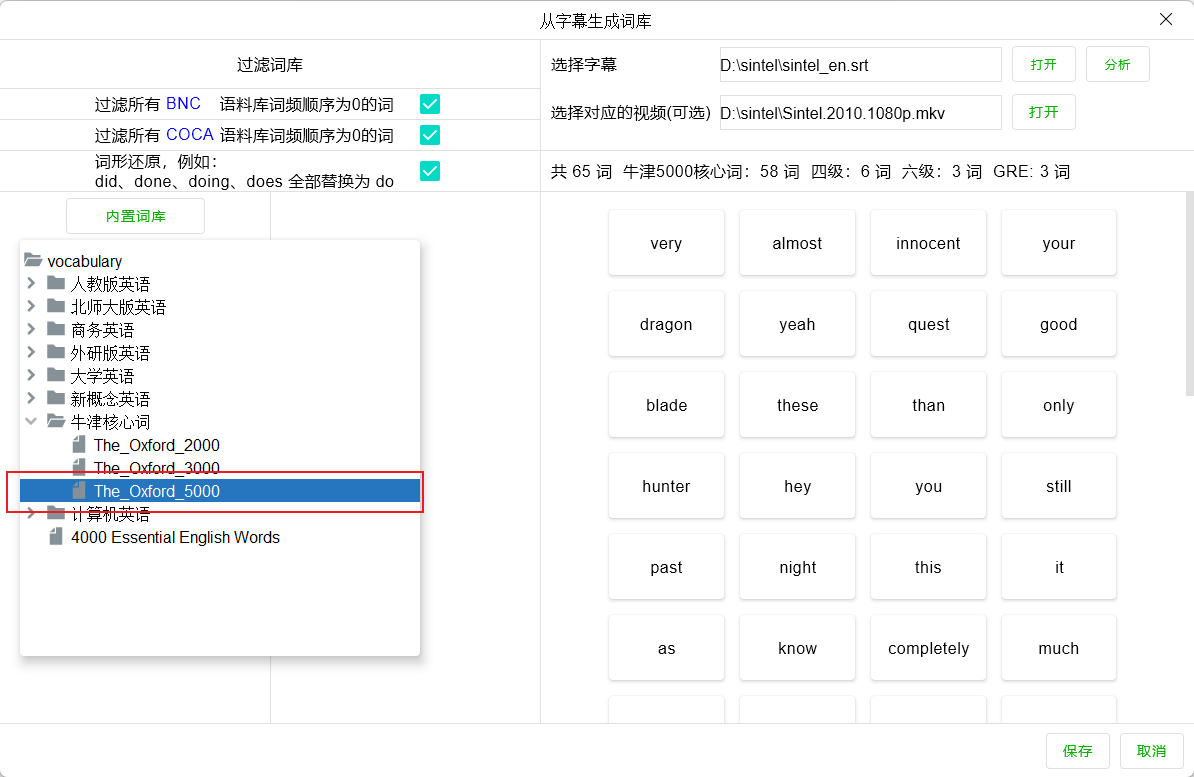 从字幕生成词库
过滤词库
过滤所有 BNC 语料库词频顺序为0的词
过滤所有 COCA 语料库词频顺序为0的词
词形还原，例如：
did、done、doing、does 全部替换为 do
内置词库
vocabulary
人教版英语
北师大版英语
商务英语
外研版英语
大学英语
新概念英语
牛津核心词
The_Oxford_2000
The_Oxford_3000
The_Oxford_5000
计算机英语
4000 Essential English Words
选择字幕 D:\sintel\sintel_en.srt 打开 分析
选择对应的视频(可选) D:\sintel\Sintel.2010.1080p.mkv 打开
共 65 词 牛津5000核心词：58 词 四级：6 词 六级：3 词 GRE: 3 词
very almost innocent your
dragon yeah quest good
blade these than only
hunter hey you still
past night this it
as know completely much
保存 取消